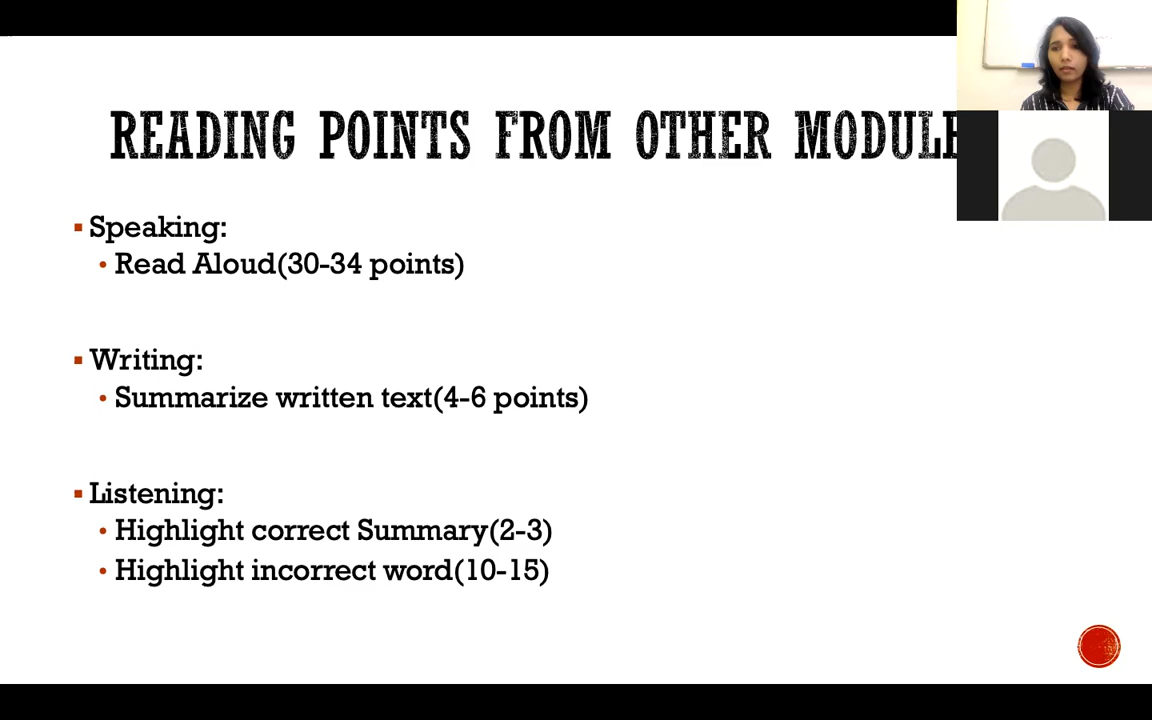 READING POINTS FROM OTHER MODULE
Speaking:
Read Aloud(30-34 points)
Writing:
Summarize written text(4-6 points)
Listening:
Highlight correct Summary(2-3)
Highlight incorrect word(10-15)